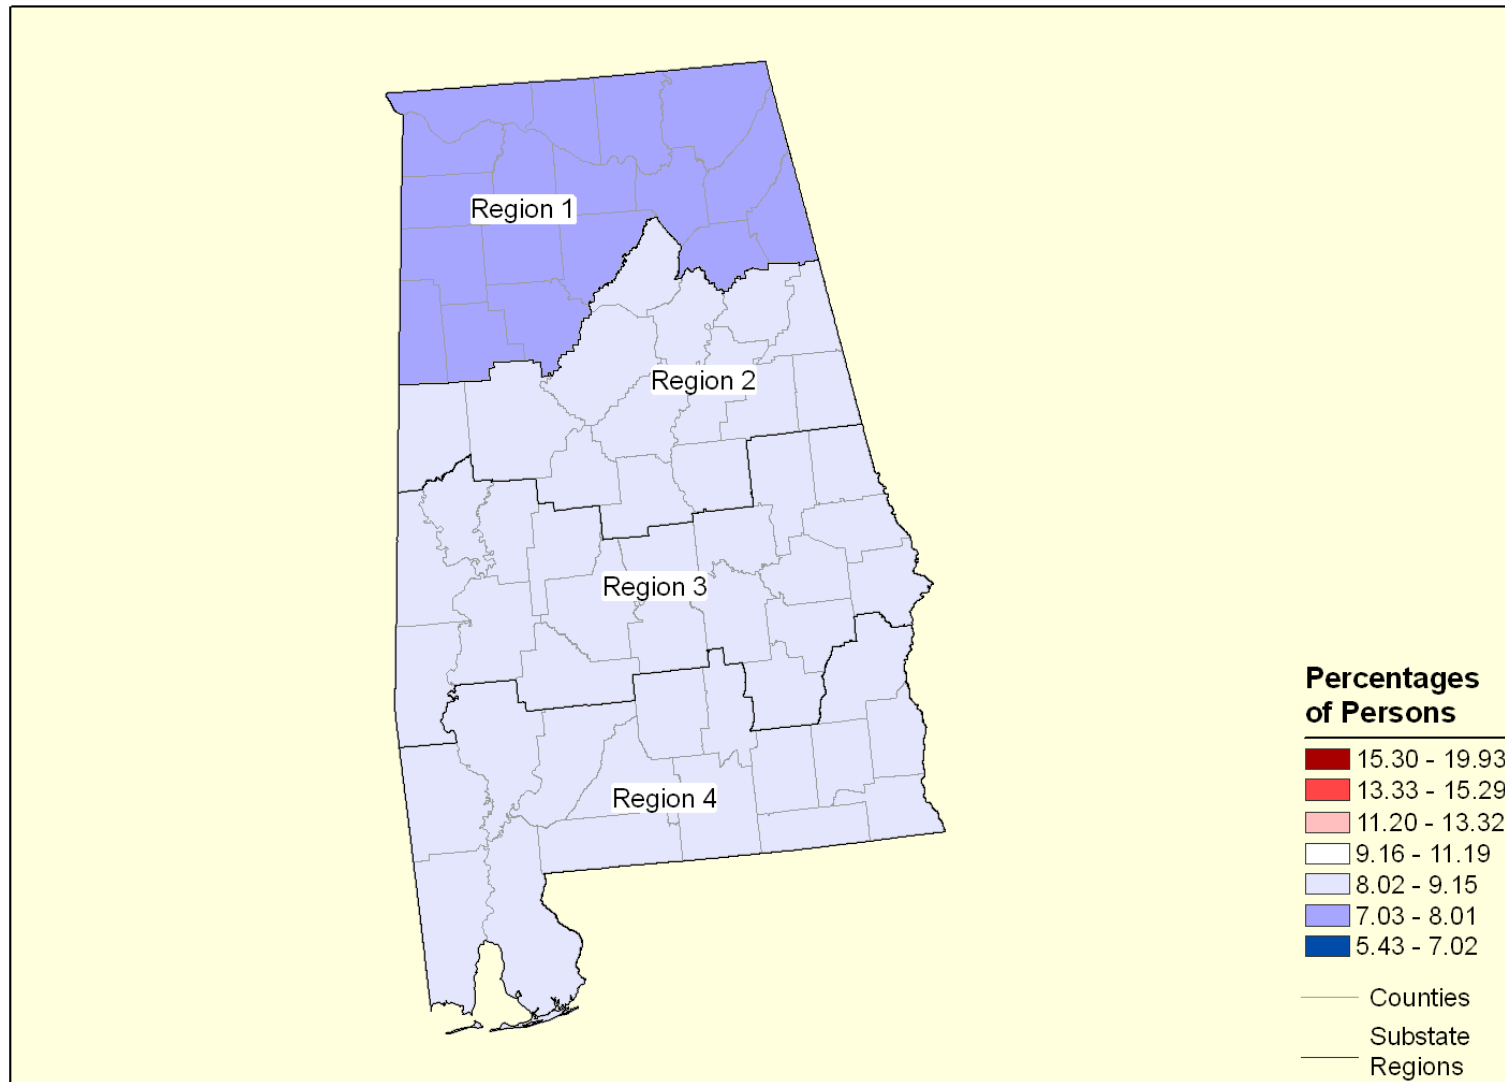 Region 1
Region 2
Region 3
Region 4
Percentages
of Persons
15.30 - 19.93
13.33 - 15.29
11.20 - 13.32
9.16 - 11.19
8.02 - 9.15
7.03 - 8.01
5.43 - 7.02
Counties
Substate
Regions